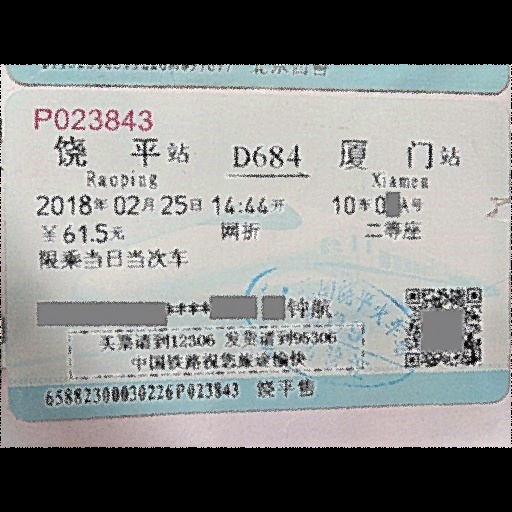 P023843
饶 平站 D684 厦 门站
Raoping Xiamen
2018年02月25日 14:44开 10车0 A号
￥61.5元 网折 二等座
限乘当日当次车
**** 钟航
买票请到12306 发货请到95306
中国铁路祝您旅途愉快
65882300030226P023843 饶平售